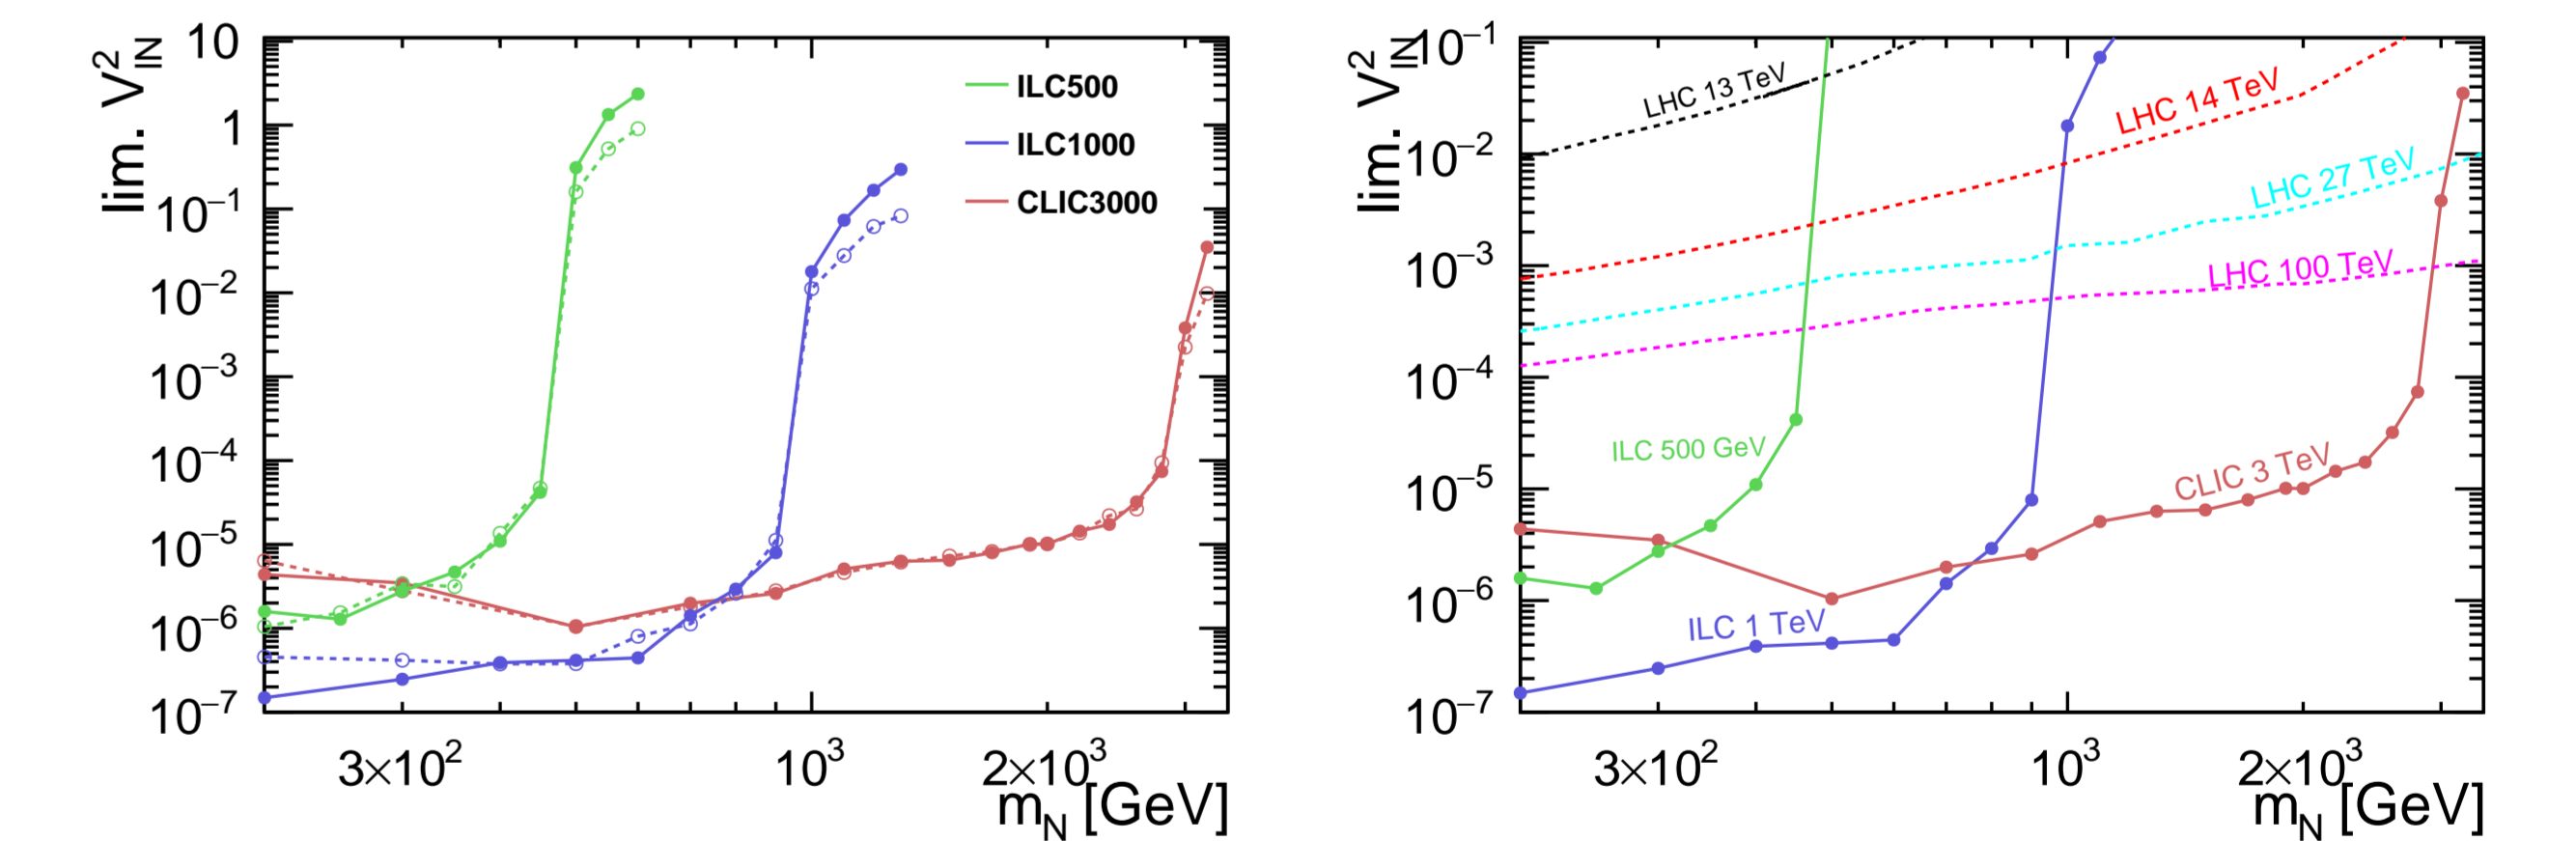 lim. V²_IN
10
1
10⁻¹
10⁻²
10⁻³
10⁻⁴
10⁻⁵
10⁻⁶
10⁻⁷
ILC500
ILC1000
CLIC3000
3×10²
10³
2×10³
m_N [GeV]
lim. V²_IN
10⁻¹
10⁻²
10⁻³
10⁻⁴
10⁻⁵
10⁻⁶
10⁻⁷
LHC 13 TeV
LHC 14 TeV
LHC 27 TeV
LHC 100 TeV
ILC 500 GeV
CLIC 3 TeV
ILC 1 TeV
3×10²
10³
2×10³
m_N [GeV]